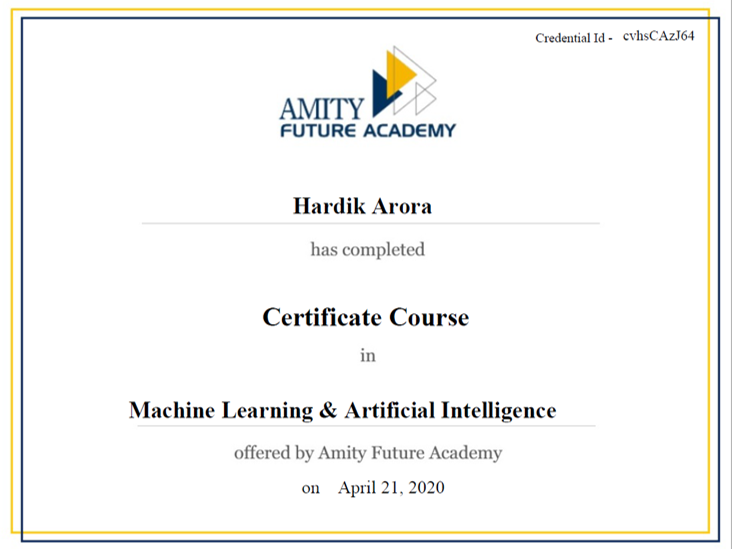 Credential Id - cvhsCAzJ64
AMITY
FUTURE ACADEMY
Hardik Arora
has completed
Certificate Course
in
Machine Learning & Artificial Intelligence
offered by Amity Future Academy
on April 21, 2020